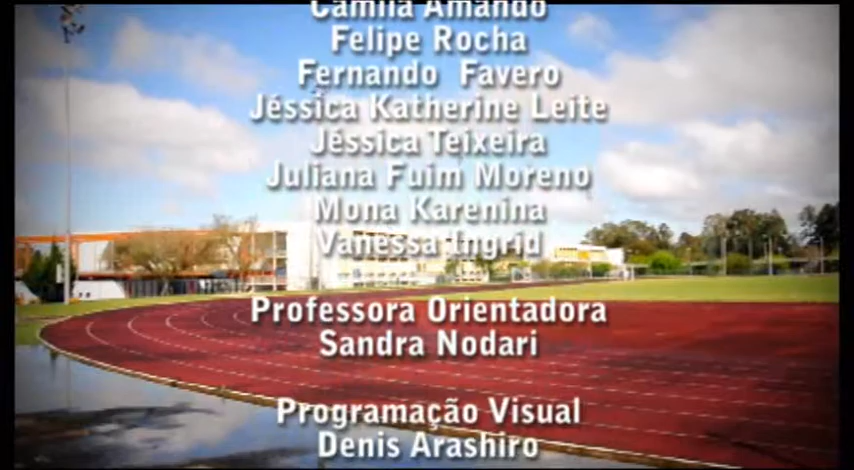 Camila Amando
Felipe Rocha
Fernando Favero
Jéssica Katherine Leite
Jéssica Teixeira
Juliana Fuim Moreno
Mona Karenina
Vanessa Ingrid
Professora Orientadora
Sandra Nodari
Programação Visual
Denis Arashiro